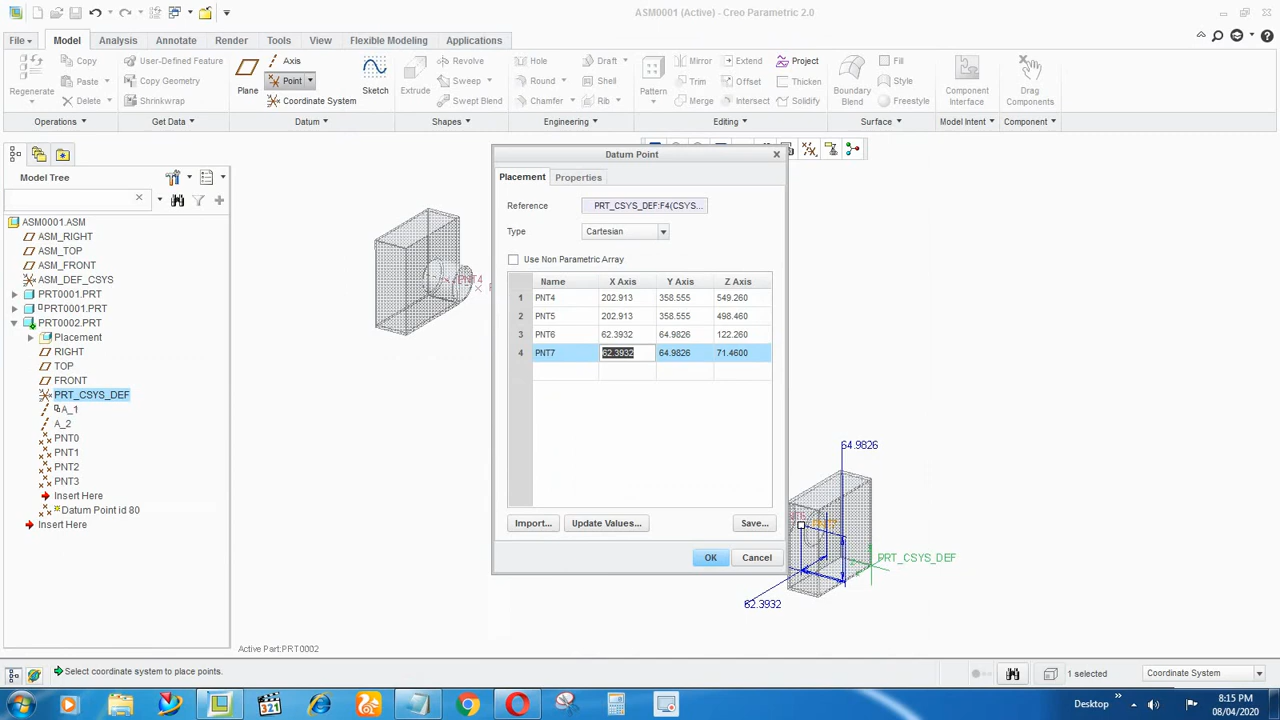 ASM0001 (Active) - Creo Parametric 2.0
File
Model
Analysis
Annotate
Render
Tools
View
Flexible Modeling
Applications
Regenerate
Copy
Paste
Delete
User-Defined Feature
Copy Geometry
Shrinkwrap
Plane
Axis
Point
Coordinate System
Sketch
Extrude
Revolve
Sweep
Swept Blend
Hole
Round
Chamfer
Draft
Shell
Rib
Pattern
Mirror
Trim
Merge
Extend
Offset
Intersect
Project
Thicken
Solidify
Boundary
Blend
Fill
Style
Freestyle
Component
Interface
Drag
Components
Operations
Get Data
Datum
Shapes
Engineering
Editing
Surface
Model Intent
Component
Model Tree
ASM0001.ASM
ASM_RIGHT
ASM_TOP
ASM_FRONT
ASM_DEF_CSYS
PRT0001.PRT
PRT0001.PRT
PRT0002.PRT
Placement
RIGHT
TOP
FRONT
PRT_CSYS_DEF
A_1
A_2
PNT0
PNT1
PNT2
PNT3
Insert Here
Datum Point id 80
Insert Here
PNT4
Datum Point
Placement
Properties
Reference
PRT_CSYS_DEF:F4(CSYS...
Type
Cartesian
Use Non Parametric Array
Name X Axis Y Axis Z Axis
1 PNT4 202.913 358.555 549.260
2 PNT5 202.913 358.555 498.460
3 PNT6 62.3932 64.9826 122.260
4 PNT7 62.3932 64.9826 71.4600
Import...
Update Values...
Save...
OK
Cancel
64.9826
PRT_CSYS_DEF
62.3932
Active Part:PRT0002
Select coordinate system to place points.
1 selected
Coordinate System
321
Desktop
8:15 PM
08/04/2020